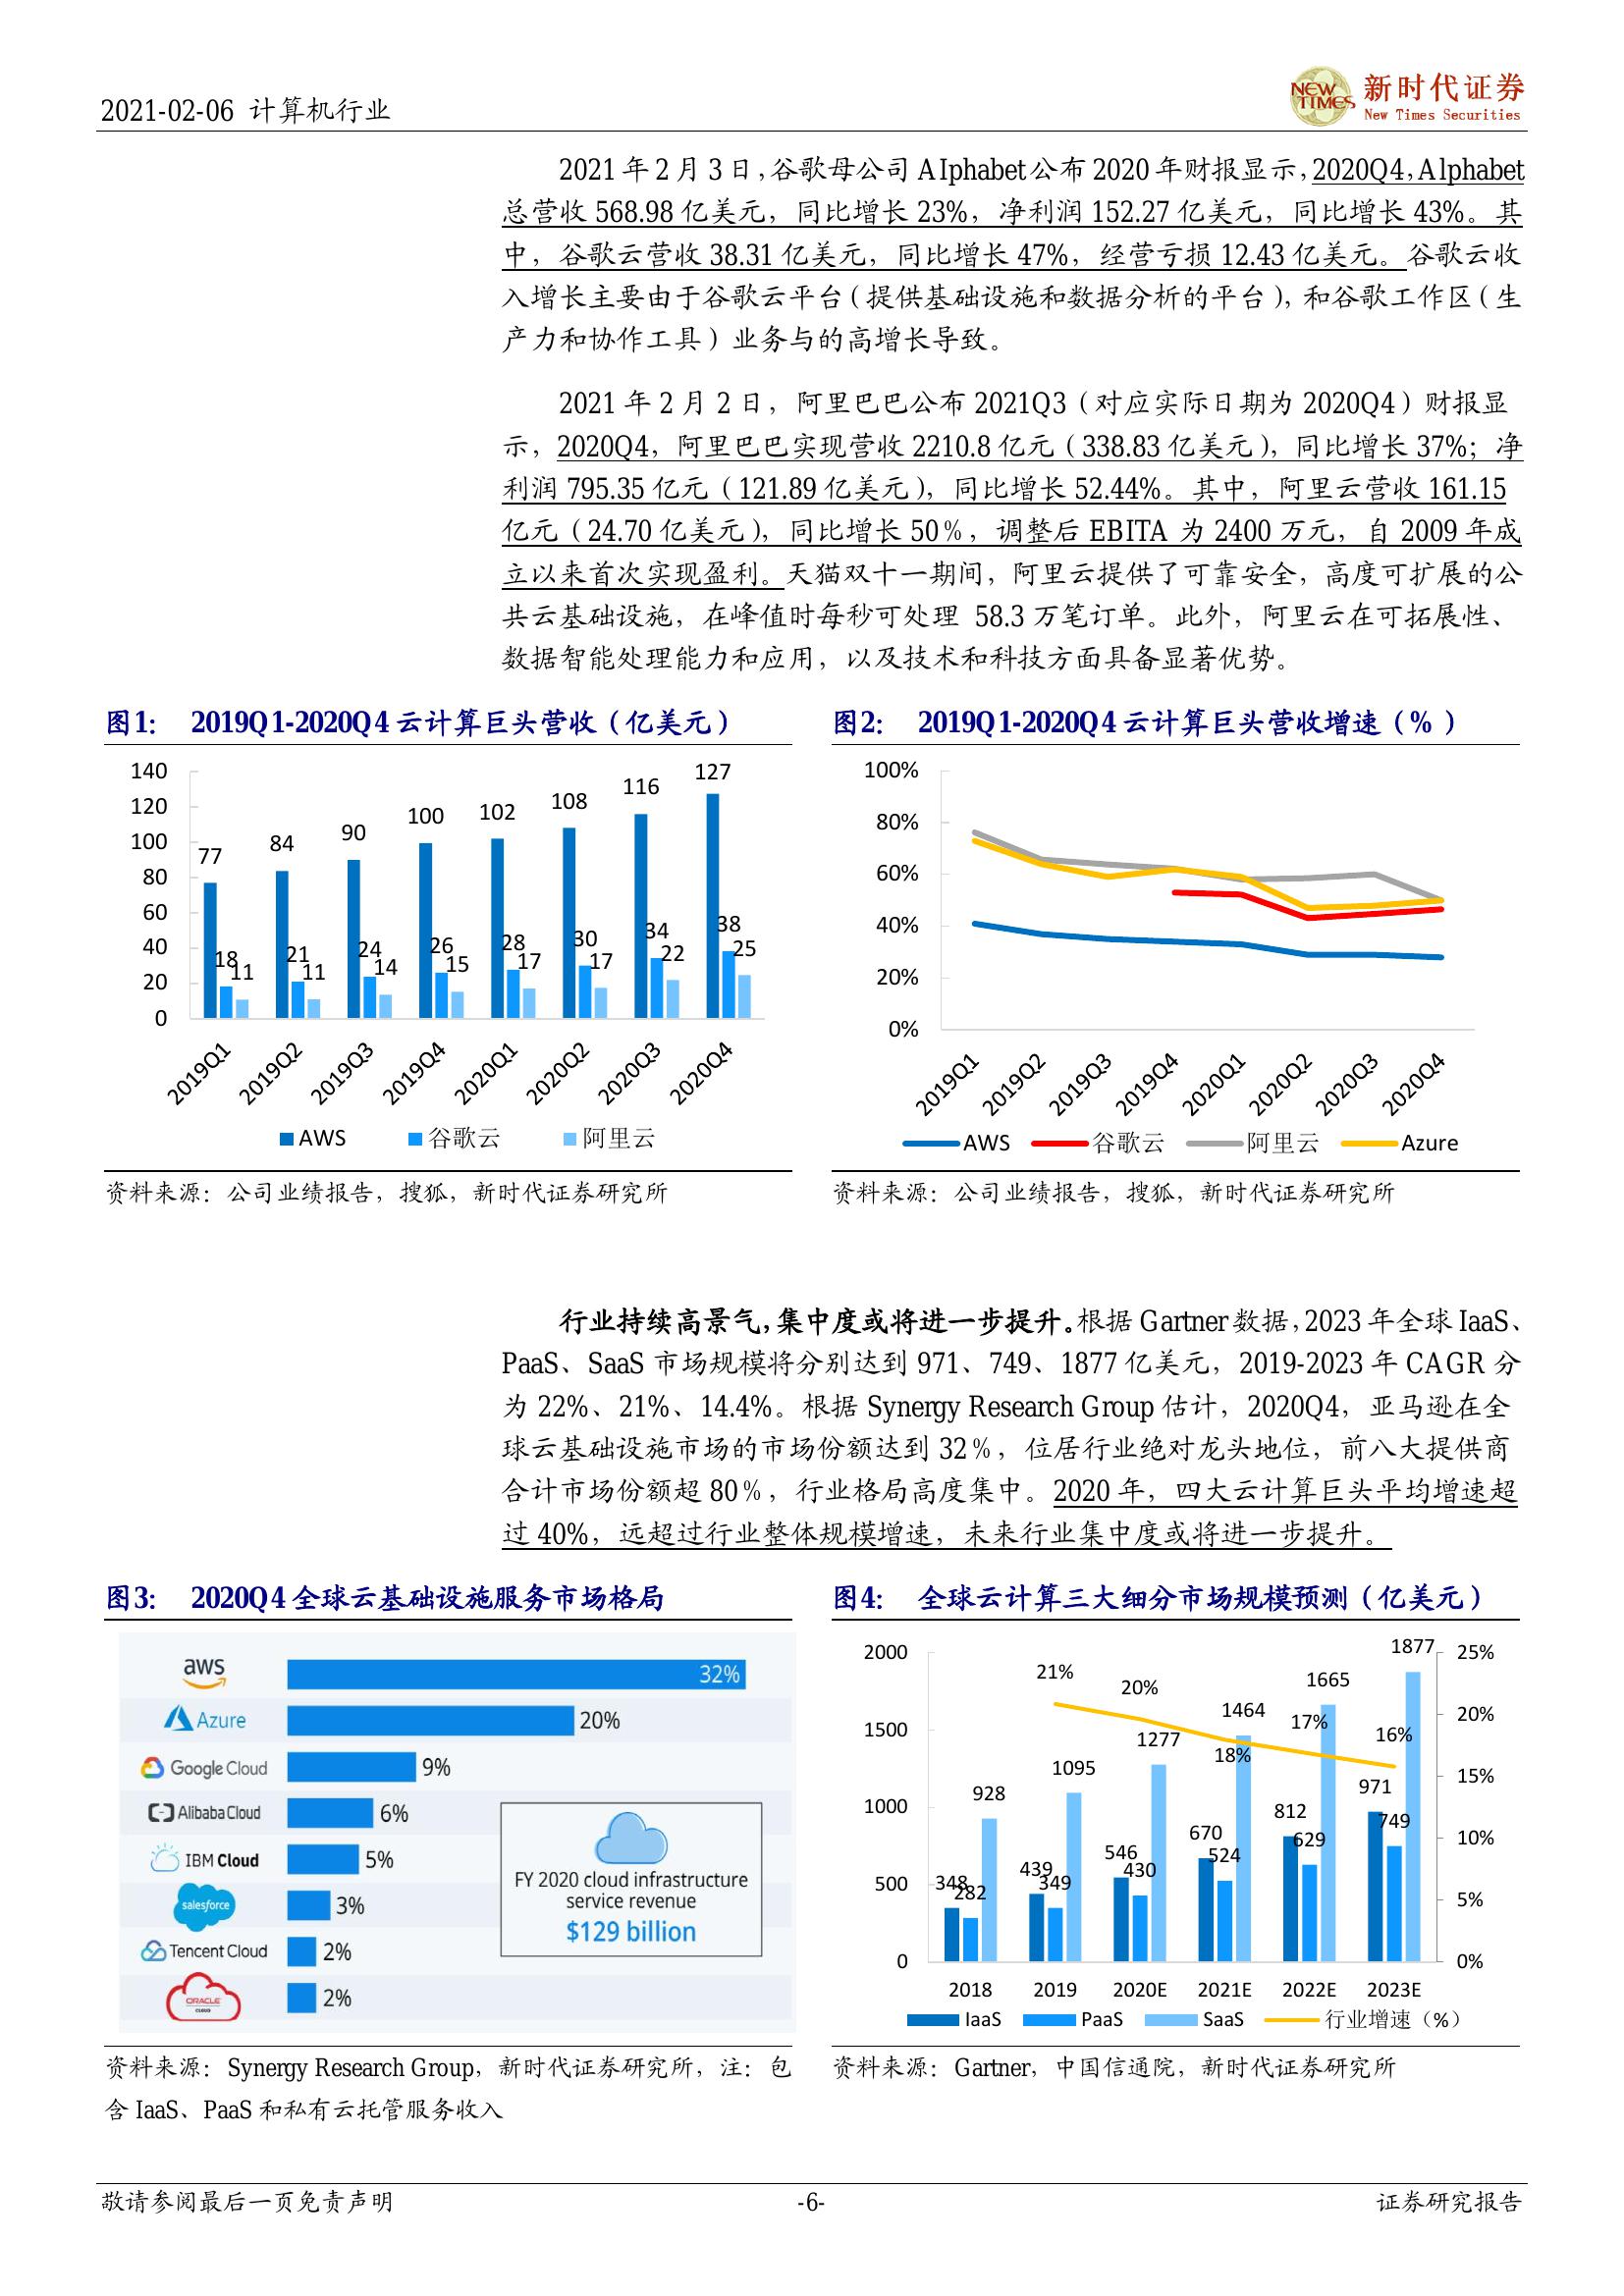 2021-02-06 计算机行业
NEW TIMES 新时代证券
New Times Securities
2021 年 2 月 3 日，谷歌母公司 AIphabet 公布 2020 年财报显示，2020Q4，Alphabet
总营收 568.98 亿美元，同比增长 23%，净利润 152.27 亿美元，同比增长 43%。其
中，谷歌云营收 38.31 亿美元，同比增长 47%，经营亏损 12.43 亿美元。谷歌云收
入增长主要由于谷歌云平台（提供基础设施和数据分析的平台），和谷歌工作区（生
产力和协作工具）业务与的高增长导致。
2021 年 2 月 2 日，阿里巴巴公布 2021Q3（对应实际日期为 2020Q4）财报显
示，2020Q4，阿里巴巴实现营收 2210.8 亿元（338.83 亿美元），同比增长 37%；净
利润 795.35 亿元（121.89 亿美元），同比增长 52.44%。其中，阿里云营收 161.15
亿元（24.70 亿美元），同比增长 50%，调整后 EBITA 为 2400 万元，自 2009 年成
立以来首次实现盈利。天猫双十一期间，阿里云提供了可靠安全，高度可扩展的公
共云基础设施，在峰值时每秒可处理 58.3 万笔订单。此外，阿里云在可拓展性、
数据智能处理能力和应用，以及技术和科技方面具备显著优势。
图1： 2019Q1-2020Q4 云计算巨头营收（亿美元）
140
120
100
80
60
40
20
0
77 84 90 100 102 108 116 127
18 21 24 26 28 30 34 38
11 11 14 15 17 17 22 25
2019Q1 2019Q2 2019Q3 2019Q4 2020Q1 2020Q2 2020Q3 2020Q4
AWS 谷歌云 阿里云
资料来源：公司业绩报告，搜狐，新时代证券研究所
图2： 2019Q1-2020Q4 云计算巨头营收增速（%）
100%
80%
60%
40%
20%
0%
2019Q1 2019Q2 2019Q3 2019Q4 2020Q1 2020Q2 2020Q3 2020Q4
AWS 谷歌云 阿里云 Azure
资料来源：公司业绩报告，搜狐，新时代证券研究所
行业持续高景气，集中度或将进一步提升。根据 Gartner 数据，2023 年全球 IaaS、
PaaS、SaaS 市场规模将分别达到 971、749、1877 亿美元，2019-2023 年 CAGR 分
为 22%、21%、14.4%。根据 Synergy Research Group 估计，2020Q4，亚马逊在全
球云基础设施市场的市场份额达到 32%，位居行业绝对龙头地位，前八大提供商
合计市场份额超 80%，行业格局高度集中。2020 年，四大云计算巨头平均增速超
过 40%，远超过行业整体规模增速，未来行业集中度或将进一步提升。
图3： 2020Q4 全球云基础设施服务市场格局
aws 32%
Azure 20%
Google Cloud 9%
Alibaba Cloud 6%
IBM Cloud 5%
salesforce 3%
Tencent Cloud 2%
ORACLE CLOUD 2%
FY 2020 cloud infrastructure
service revenue
$129 billion
资料来源：Synergy Research Group，新时代证券研究所，注：包
含 IaaS、PaaS 和私有云托管服务收入
图4： 全球云计算三大细分市场规模预测（亿美元）
2000
1500
1000
500
0
25%
20%
15%
10%
5%
0%
21% 20% 18% 17% 16%
348 439 546 670 812 971
282 349 430 524 629 749
928 1095 1277 1464 1665 1877
2018 2019 2020E 2021E 2022E 2023E
IaaS PaaS SaaS 行业增速（%）
资料来源：Gartner，中国信通院，新时代证券研究所
敬请参阅最后一页免责声明 -6- 证券研究报告